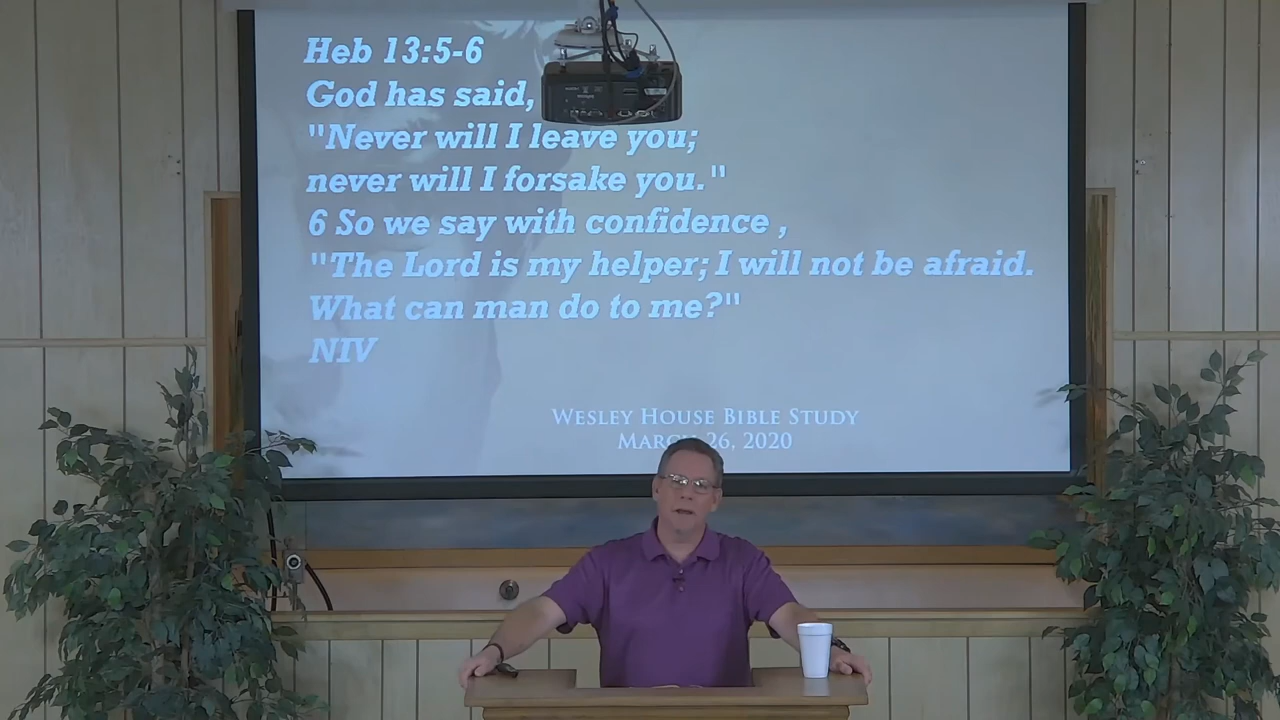 Heb 13:5-6
God has said,
"Never will I leave you;
never will I forsake you."
6 So we say with confidence ,
"The Lord is my helper; I will not be afraid.
What can man do to me?"
NIV
Wesley House Bible Study
March 26, 2020